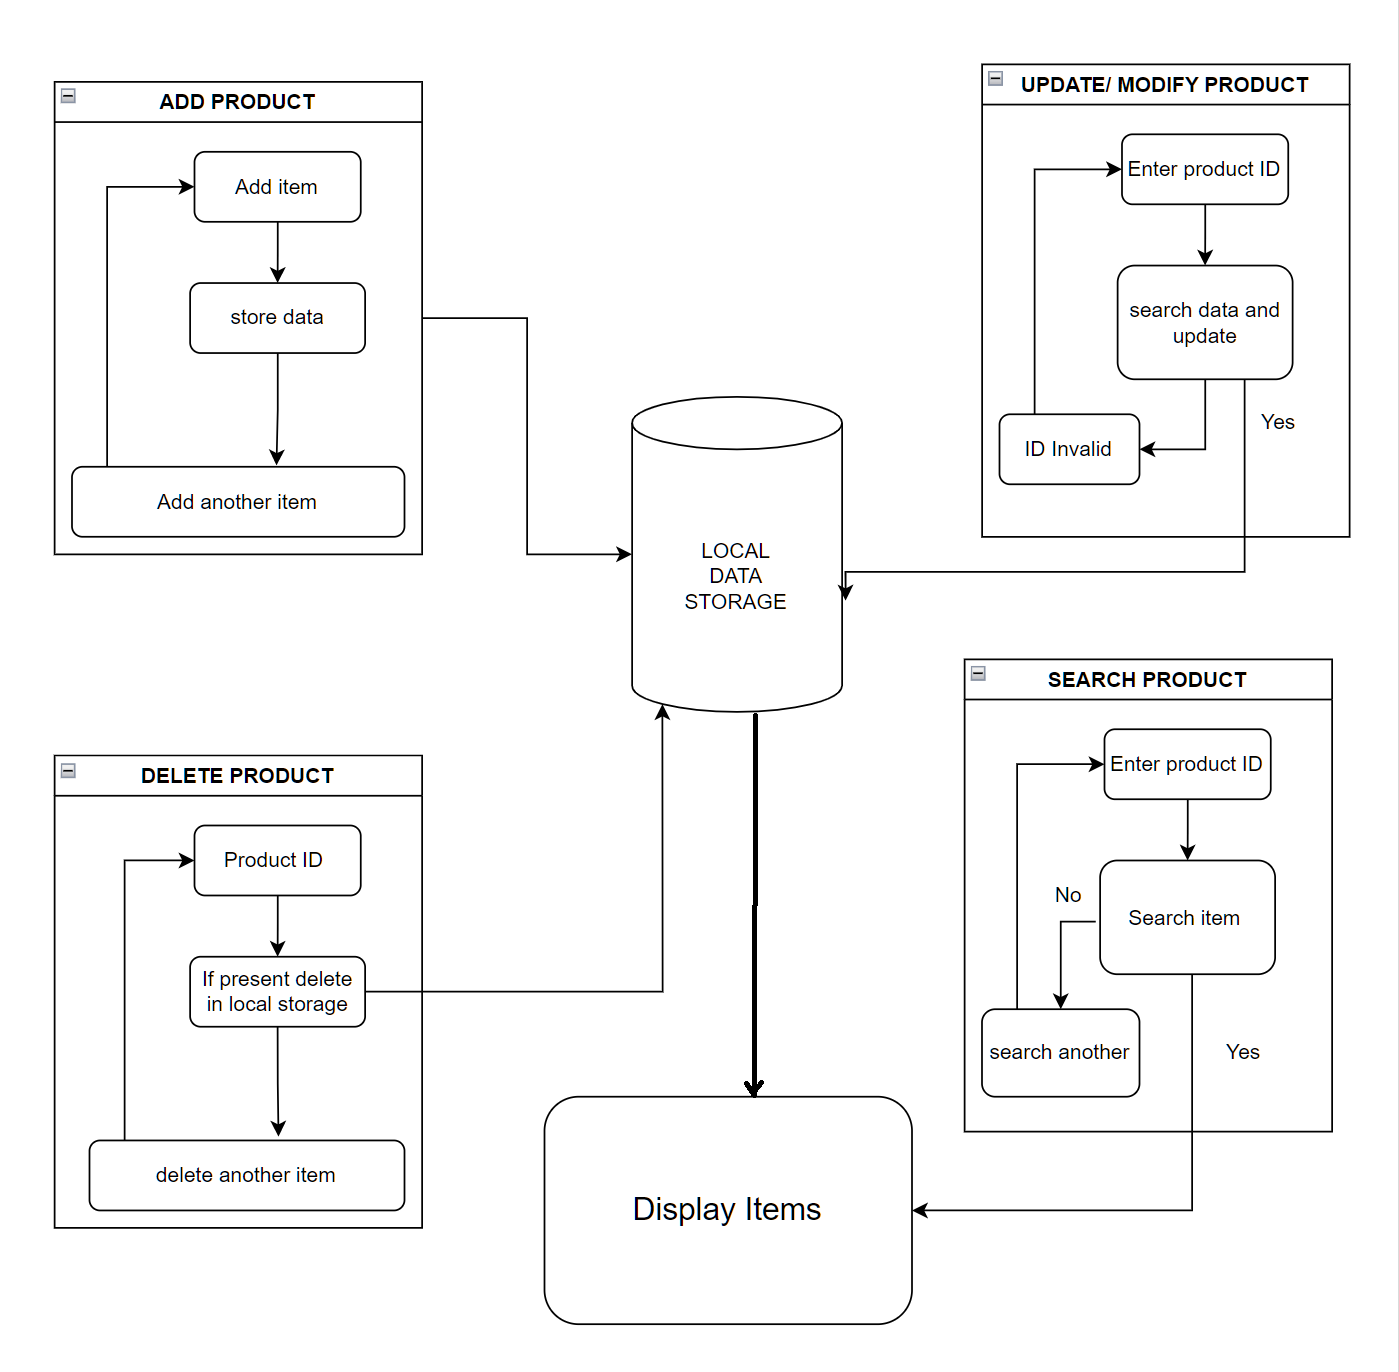 ADD PRODUCT
Add item
store data
Add another item
UPDATE/ MODIFY PRODUCT
Enter product ID
search data and
update
Yes
ID Invalid
LOCAL
DATA
STORAGE
DELETE PRODUCT
Product ID
If present delete
in local storage
delete another item
SEARCH PRODUCT
Enter product ID
No
Search item
search another
Yes
Display Items